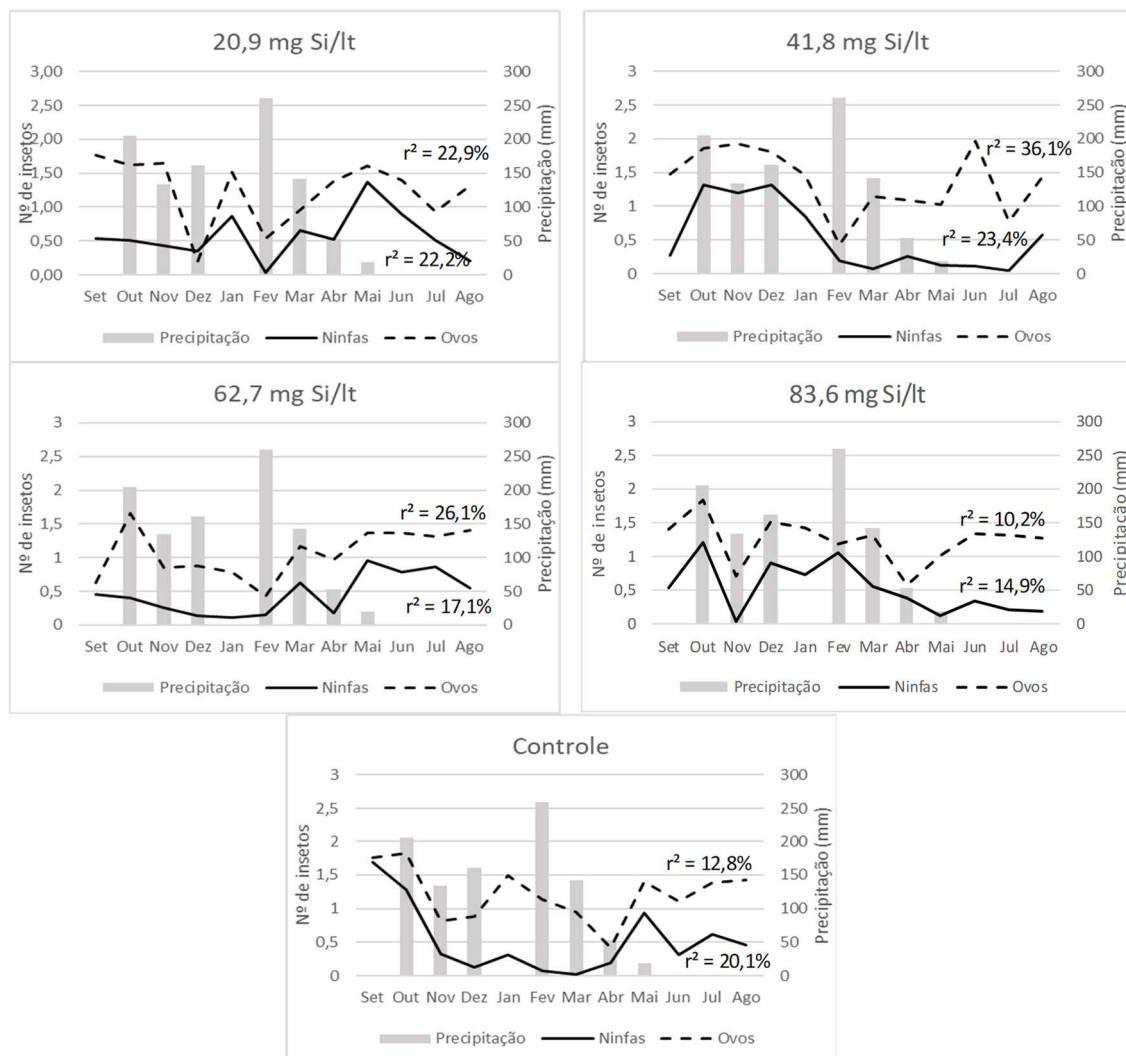 20,9 mg Si/lt
3,00
2,50
2,00
1,50
1,00
0,50
0,00
Nº de insetos
300
250
200
150
100
50
0
Precipitação (mm)
r² = 22,9%
r² = 22,2%
Set Out Nov Dez Jan Fev Mar Abr Mai Jun Jul Ago
Precipitação Ninfas Ovos
41,8 mg Si/lt
3
2,5
2
1,5
1
0,5
0
Nº de insetos
300
250
200
150
100
50
0
Precipitação (mm)
r² = 36,1%
r² = 23,4%
Set Out Nov Dez Jan Fev Mar Abr Mai Jun Jul Ago
Precipitação Ninfas Ovos
62,7 mg Si/lt
3
2,5
2
1,5
1
0,5
0
Nº de insetos
300
250
200
150
100
50
0
Precipitação (mm)
r² = 26,1%
r² = 17,1%
Set Out Nov Dez Jan Fev Mar Abr Mai Jun Jul Ago
Precipitação Ninfas Ovos
83,6 mg Si/lt
3
2,5
2
1,5
1
0,5
0
Nº de insetos
300
250
200
150
100
50
0
Precipitação (mm)
r² = 10,2%
r² = 14,9%
Set Out Nov Dez Jan Fev Mar Abr Mai Jun Jul Ago
Precipitação Ninfas Ovos
Controle
3
2,5
2
1,5
1
0,5
0
Nº de insetos
300
250
200
150
100
50
0
Precipitação (mm)
r² = 12,8%
r² = 20,1%
Set Out Nov Dez Jan Fev Mar Abr Mai Jun Jul Ago
Precipitação Ninfas Ovos